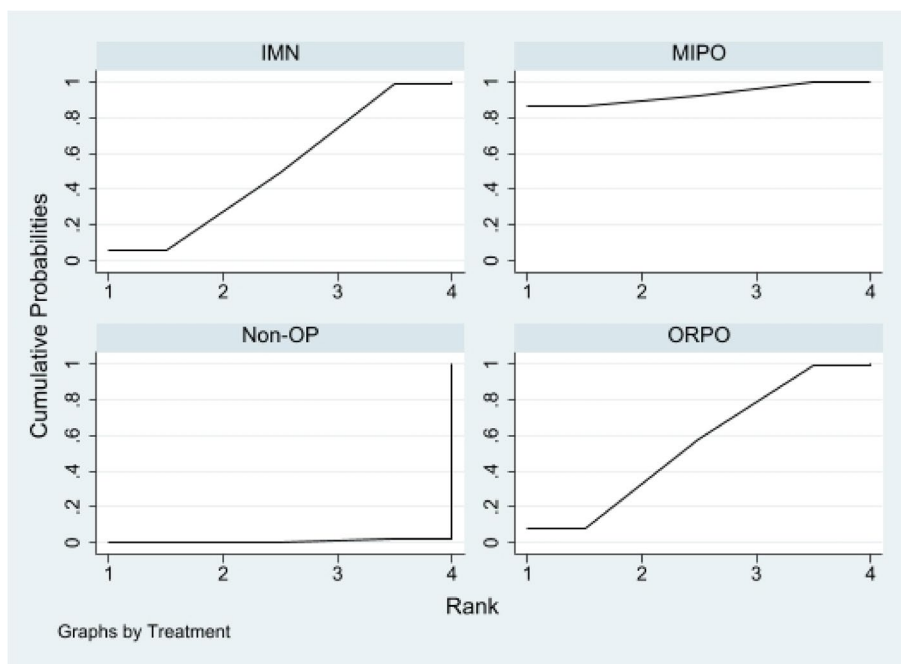 IMN
MIPO
1
.8
.6
.4
.2
0
1 2 3 4
1
.8
.6
.4
.2
0
1 2 3 4
Non-OP
ORPO
1
.8
.6
.4
.2
0
1 2 3 4
1
.8
.6
.4
.2
0
1 2 3 4
Cumulative Probabilities
Rank
Graphs by Treatment